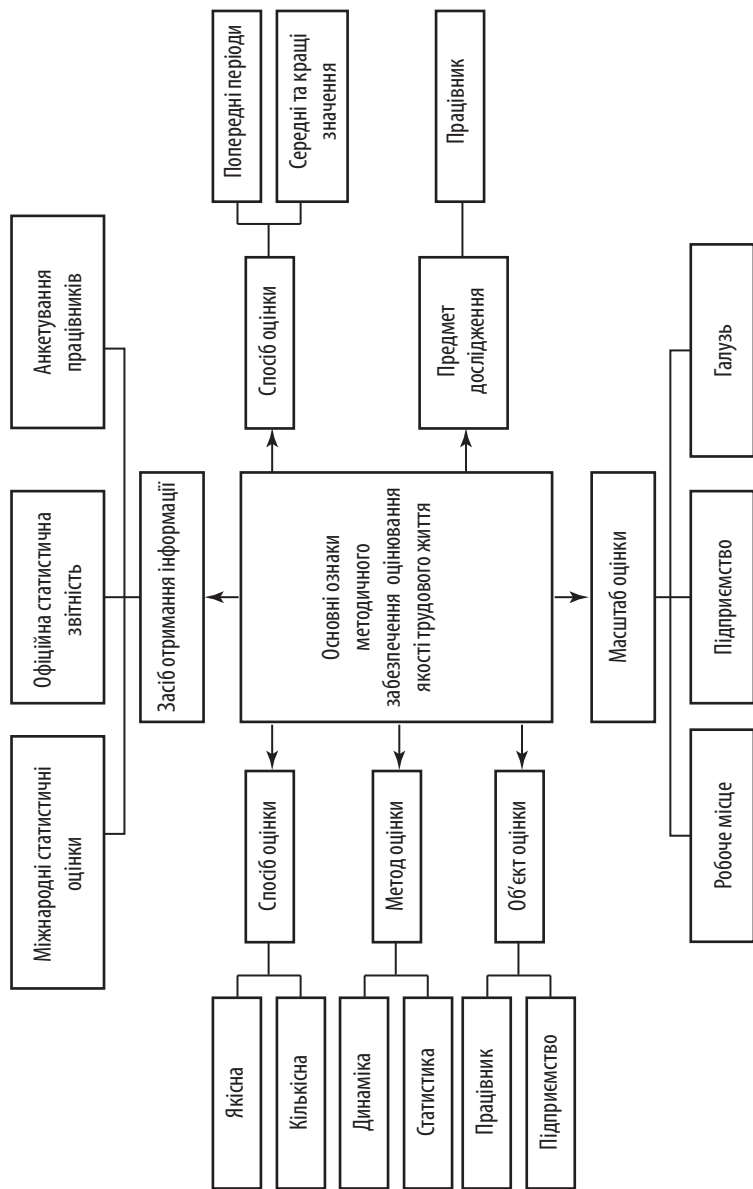 Міжнародні статистичні
оцінки
Офіційна статистична
звітність
Анкетування
працівників
Засіб отримання інформації
Якісна
Кількісна
Спосіб оцінки
Динаміка
Статистика
Метод оцінки
Працівник
Підприємство
Об’єкт оцінки
Основні ознаки
методичного
забезпечення оцінювання
якості трудового життя
Спосіб оцінки
Попередні періоди
Середні та кращі
значення
Предмет
дослідження
Працівник
Масштаб оцінки
Робоче місце
Підприємство
Галузь